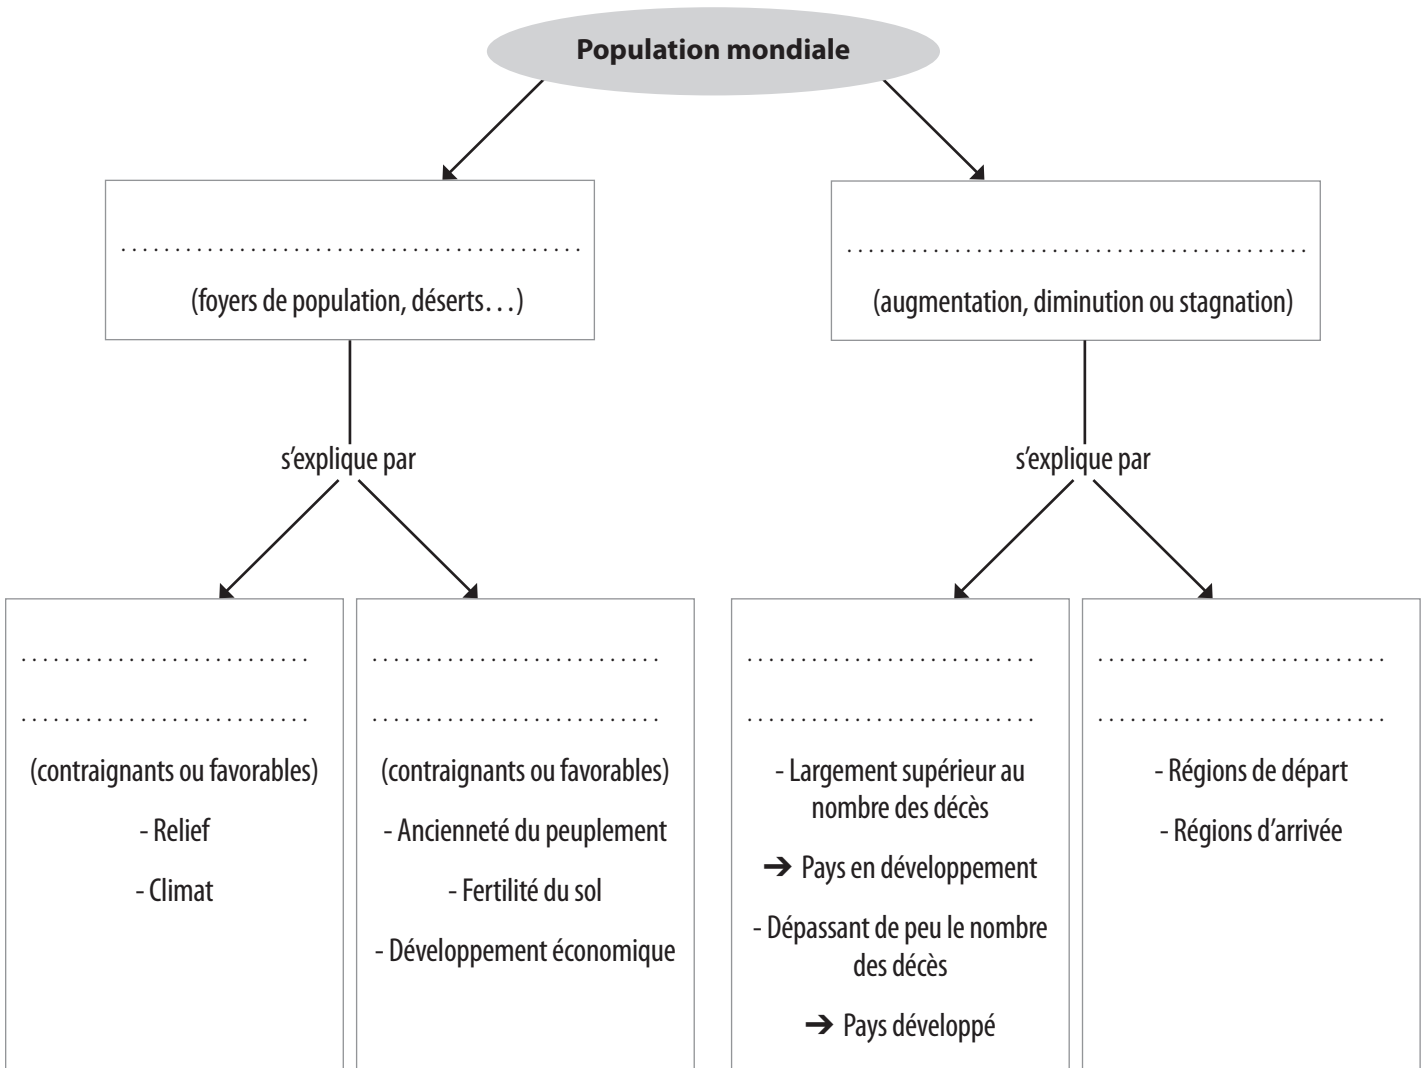 Population mondiale
..........................................
(foyers de population, déserts…)
..........................................
(augmentation, diminution ou stagnation)
s’explique par
s’explique par
...........................
...........................
(contraignants ou favorables)
- Relief
- Climat
...........................
...........................
(contraignants ou favorables)
- Ancienneté du peuplement
- Fertilité du sol
- Développement économique
...........................
...........................
- Largement supérieur au
nombre des décès
➔ Pays en développement
- Dépassant de peu le nombre
des décès
➔ Pays développé
...........................
...........................
- Régions de départ
- Régions d’arrivée